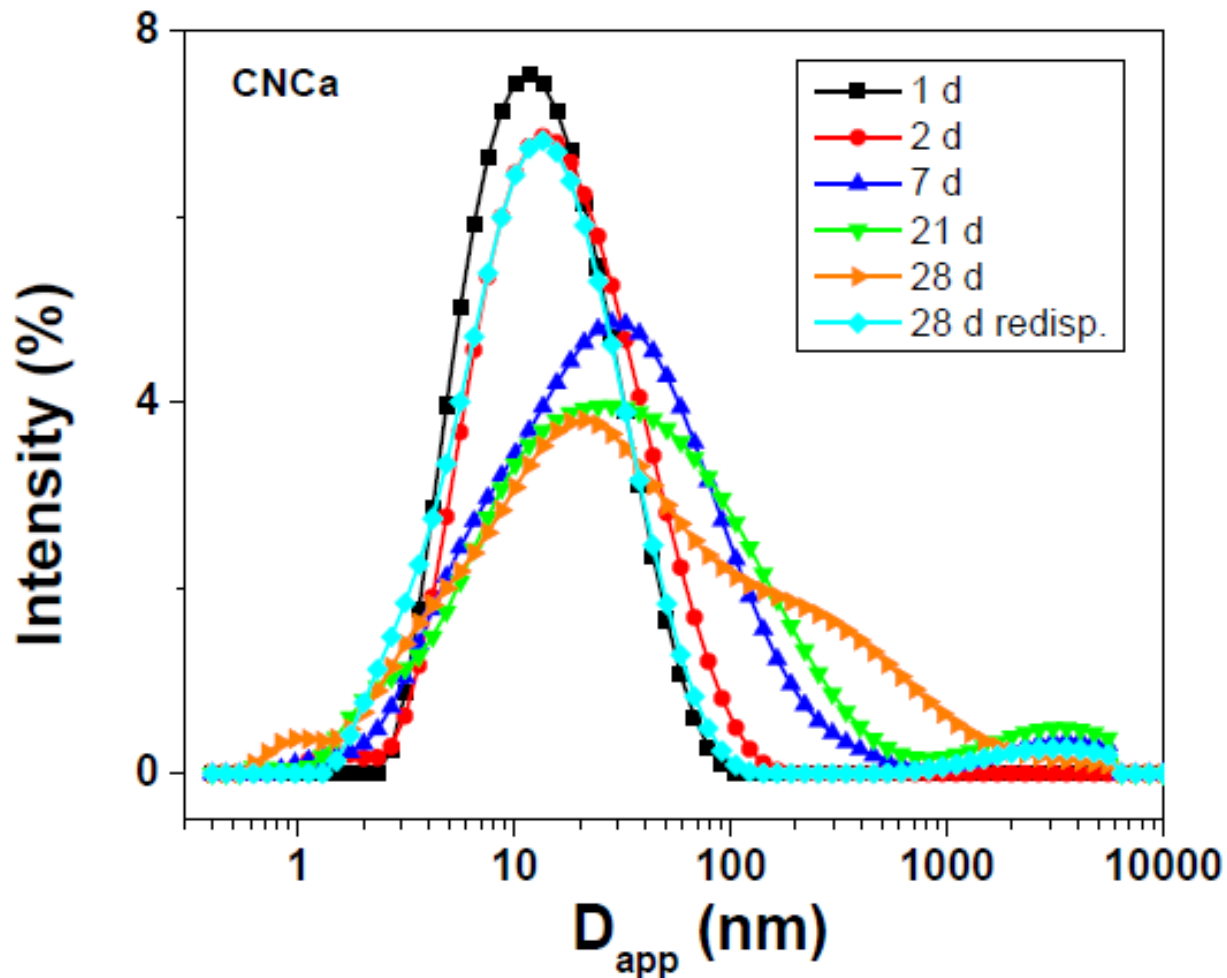 CNCa
1 d
2 d
7 d
21 d
28 d
28 d redisp.
8
4
0
Intensity (%)
1 10 100 1000 10000
D_app (nm)